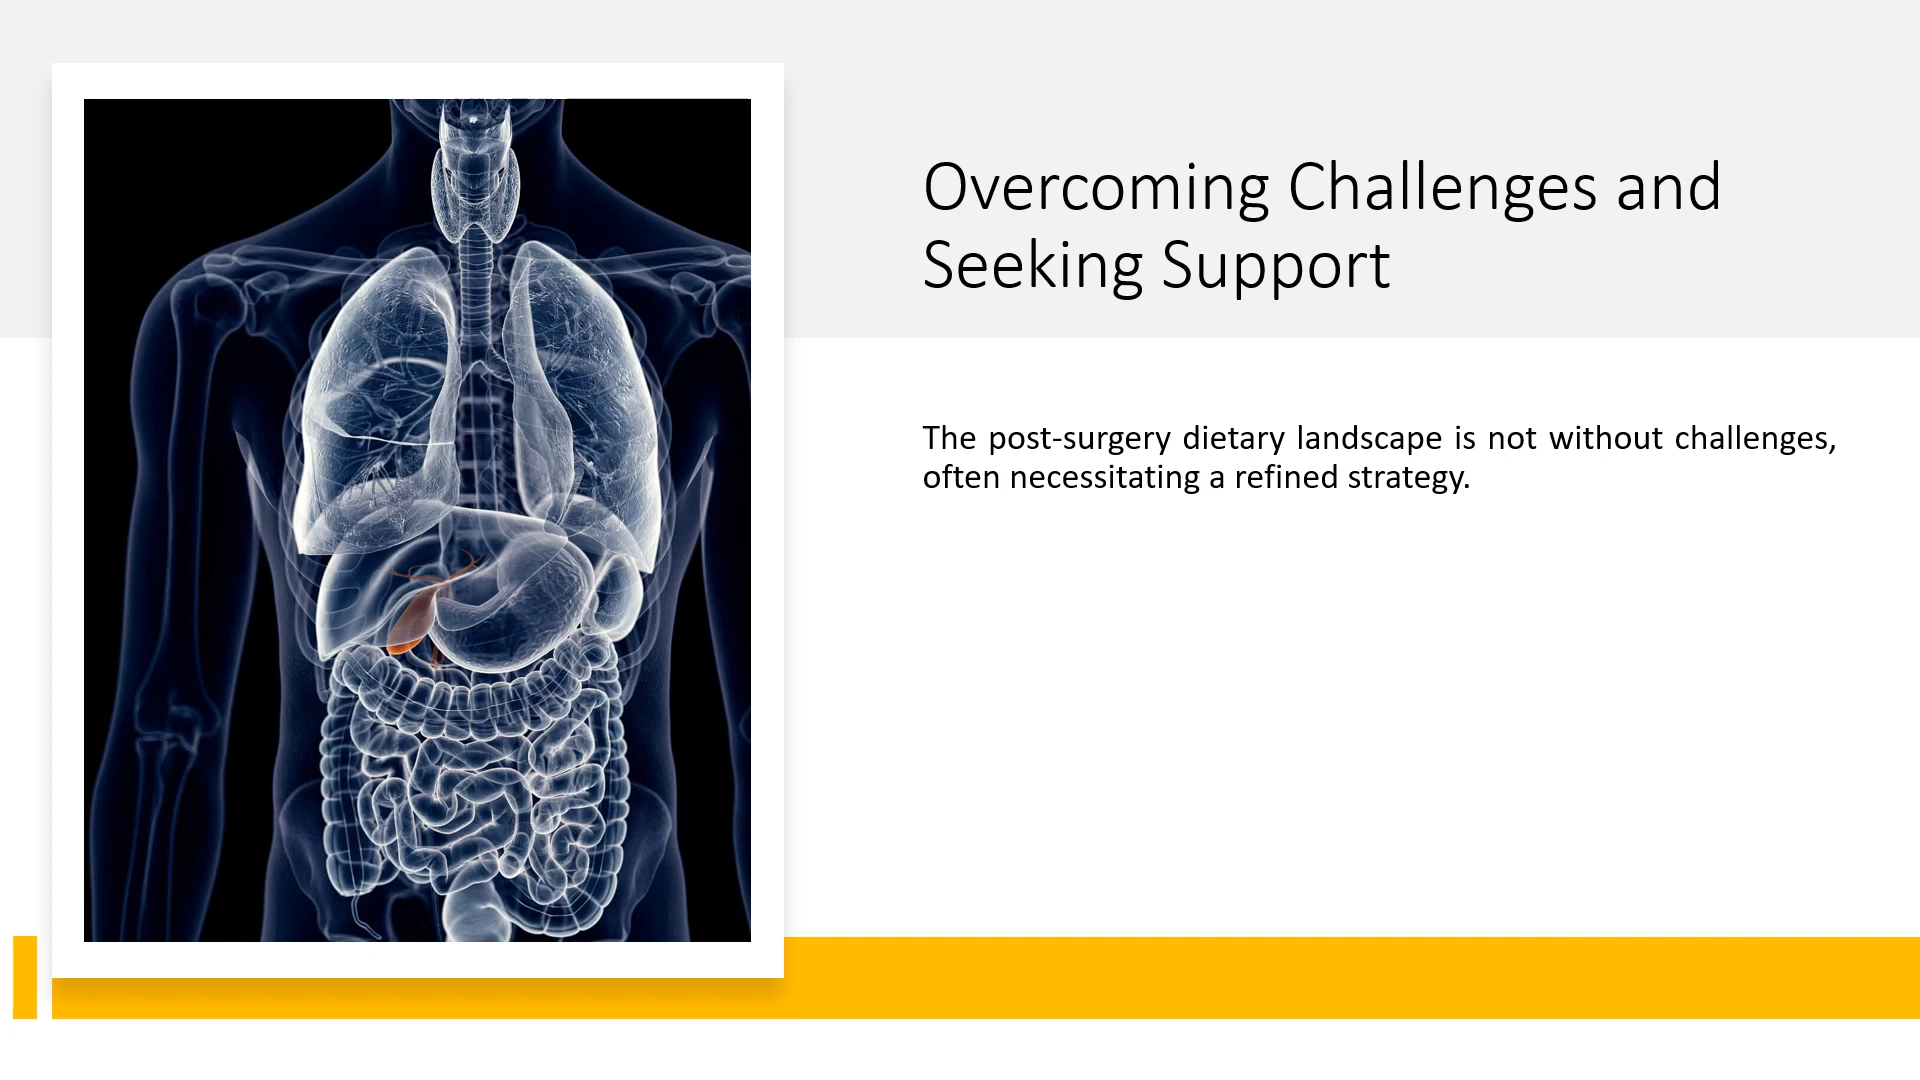 Overcoming Challenges and
Seeking Support
The post-surgery dietary landscape is not without challenges,
often necessitating a refined strategy.